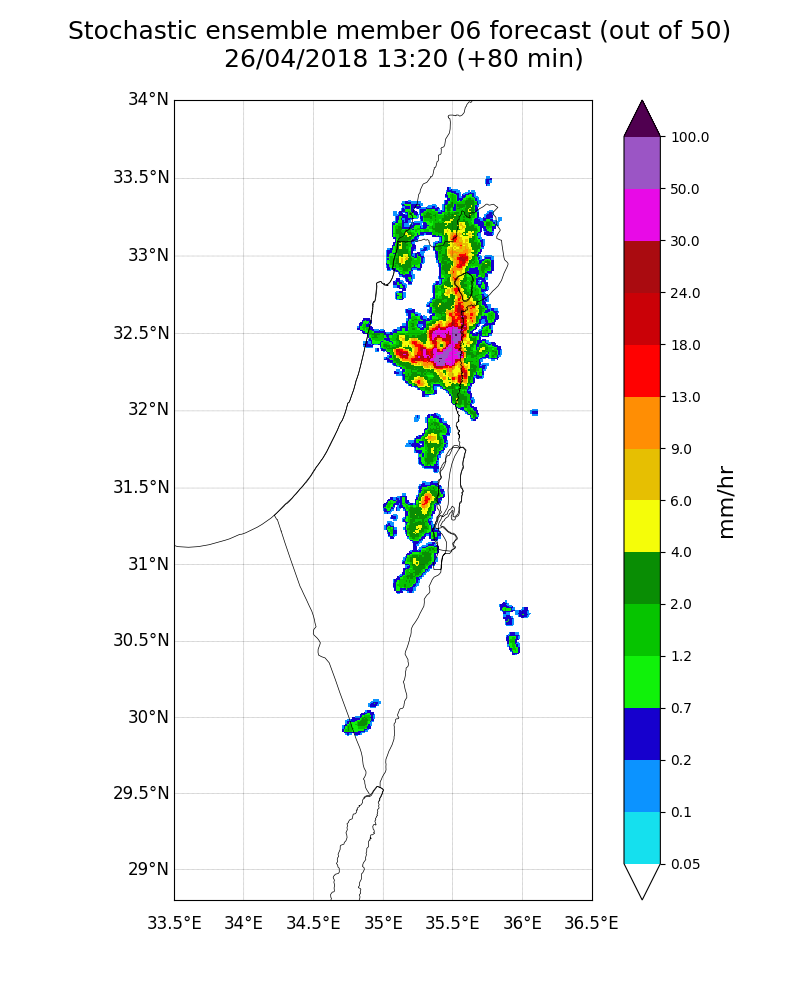 Stochastic ensemble member 06 forecast (out of 50)
26/04/2018 13:20 (+80 min)
34°N
33.5°N
33°N
32.5°N
32°N
31.5°N
31°N
30.5°N
30°N
29.5°N
29°N
33.5°E 34°E 34.5°E 35°E 35.5°E 36°E 36.5°E
100.0
50.0
30.0
24.0
18.0
13.0
9.0
6.0
4.0
2.0
1.2
0.7
0.2
0.1
0.05
mm/hr